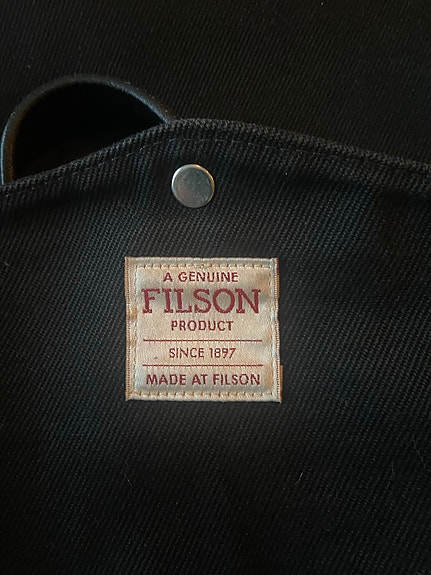 A GENUINE
FILSON
PRODUCT
SINCE 1897
MADE AT FILSON